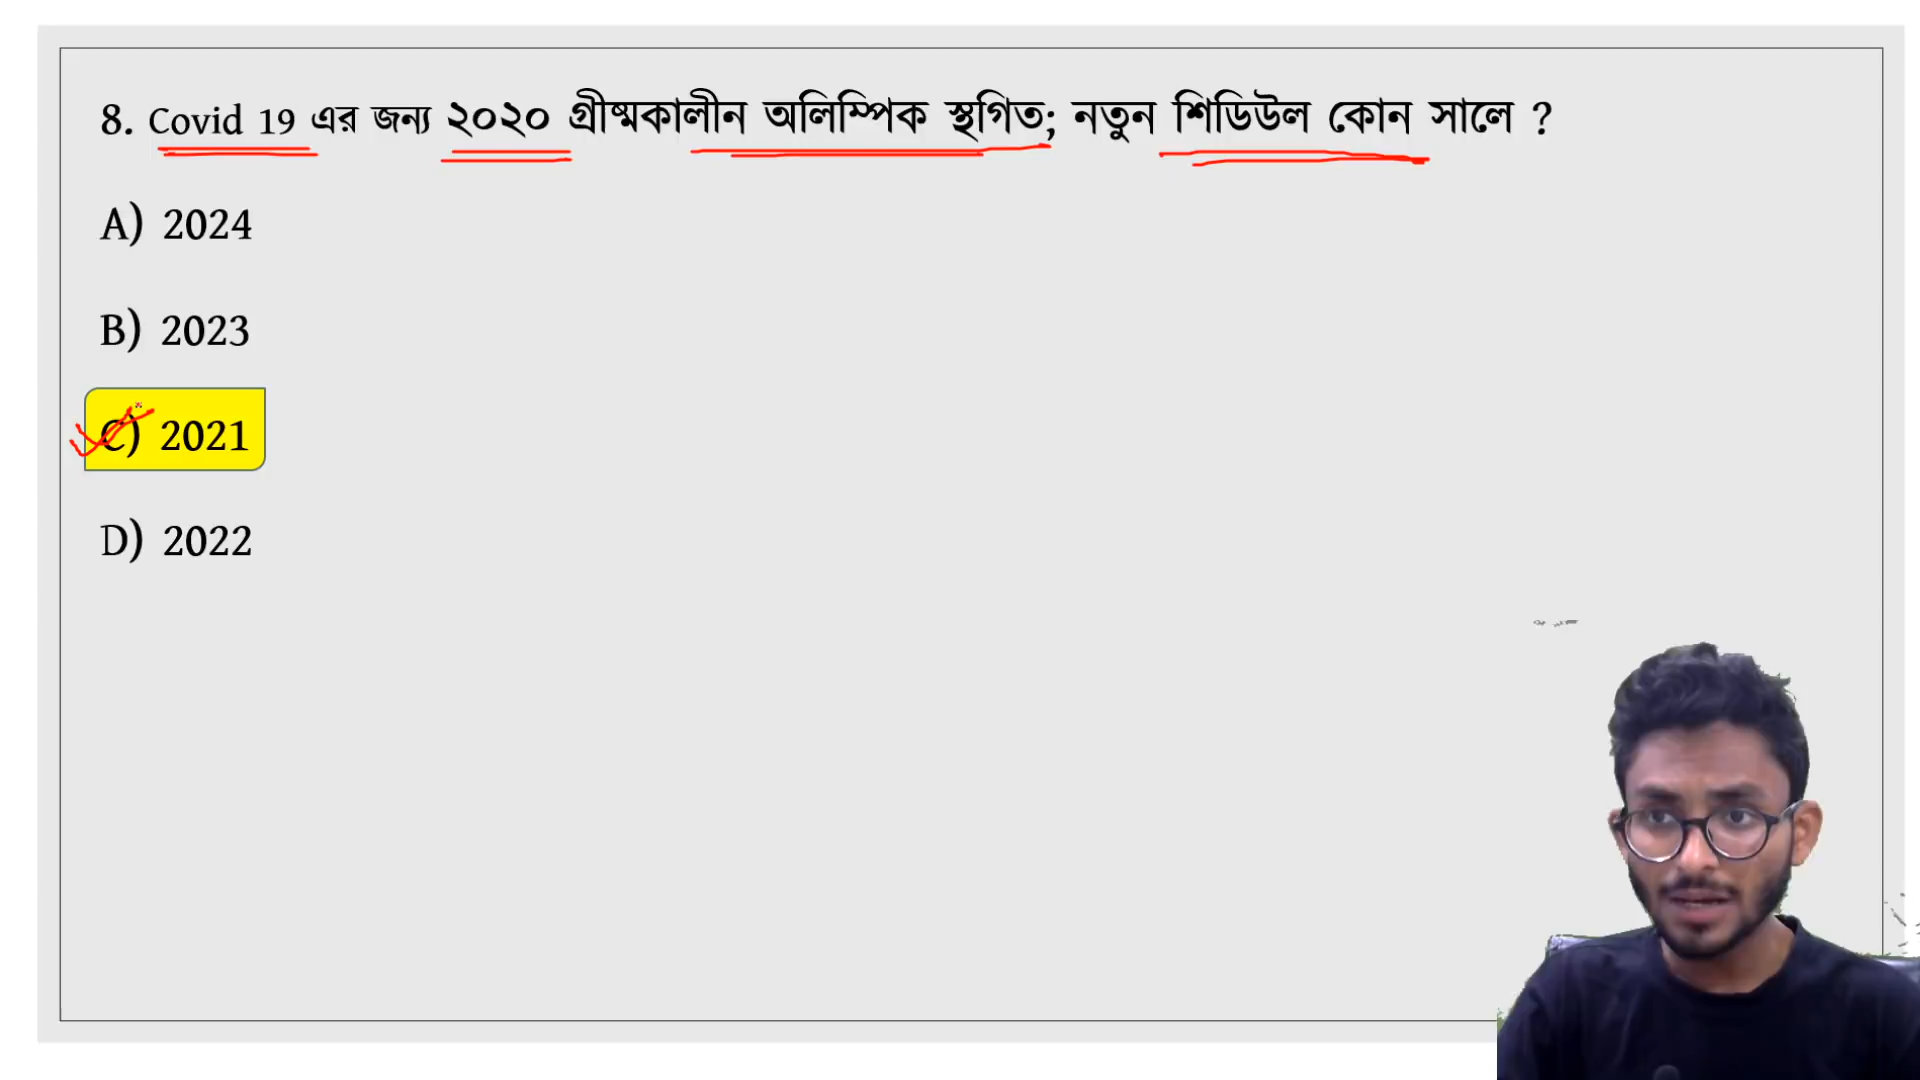 8. Covid 19 এর জন্য ২০২০ গ্রীষ্মকালীন অলিম্পিক স্থগিত; নতুন শিডিউল কোন সালে ?
A) 2024
B) 2023
C) 2021
D) 2022